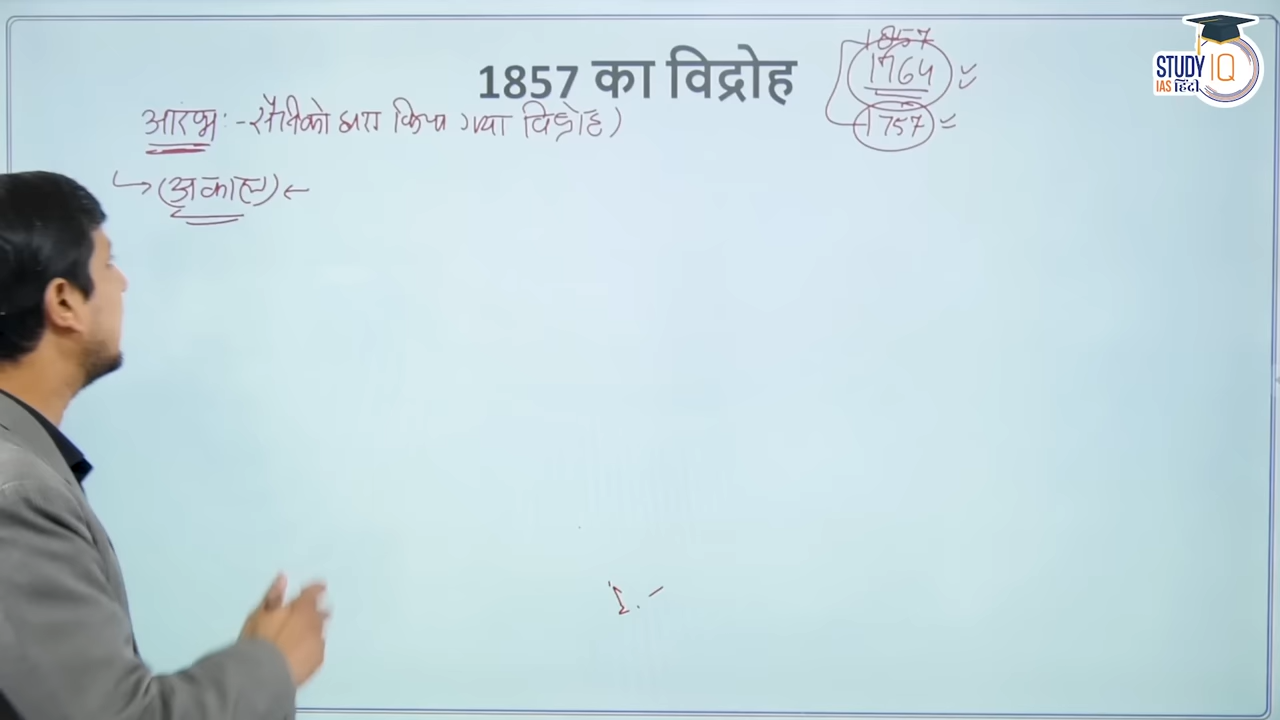 1857 का विद्रोह
1857
1764
1757
आरम्भ :- सैनिको द्वारा किया गया विद्रोह)
(अकाल)
STUDY IQ
IAS हिंदी